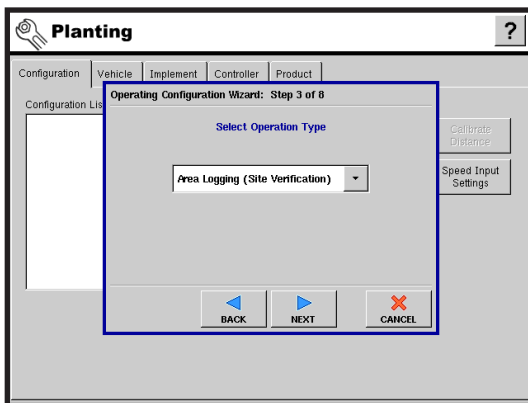 Planting
?
Configuration Vehicle Implement Controller Product
Configuration Lis
Operating Configuration Wizard: Step 3 of 8
Select Operation Type
Calibrate
Distance
Area Logging (Site Verification)
Speed Input
Settings
BACK NEXT CANCEL